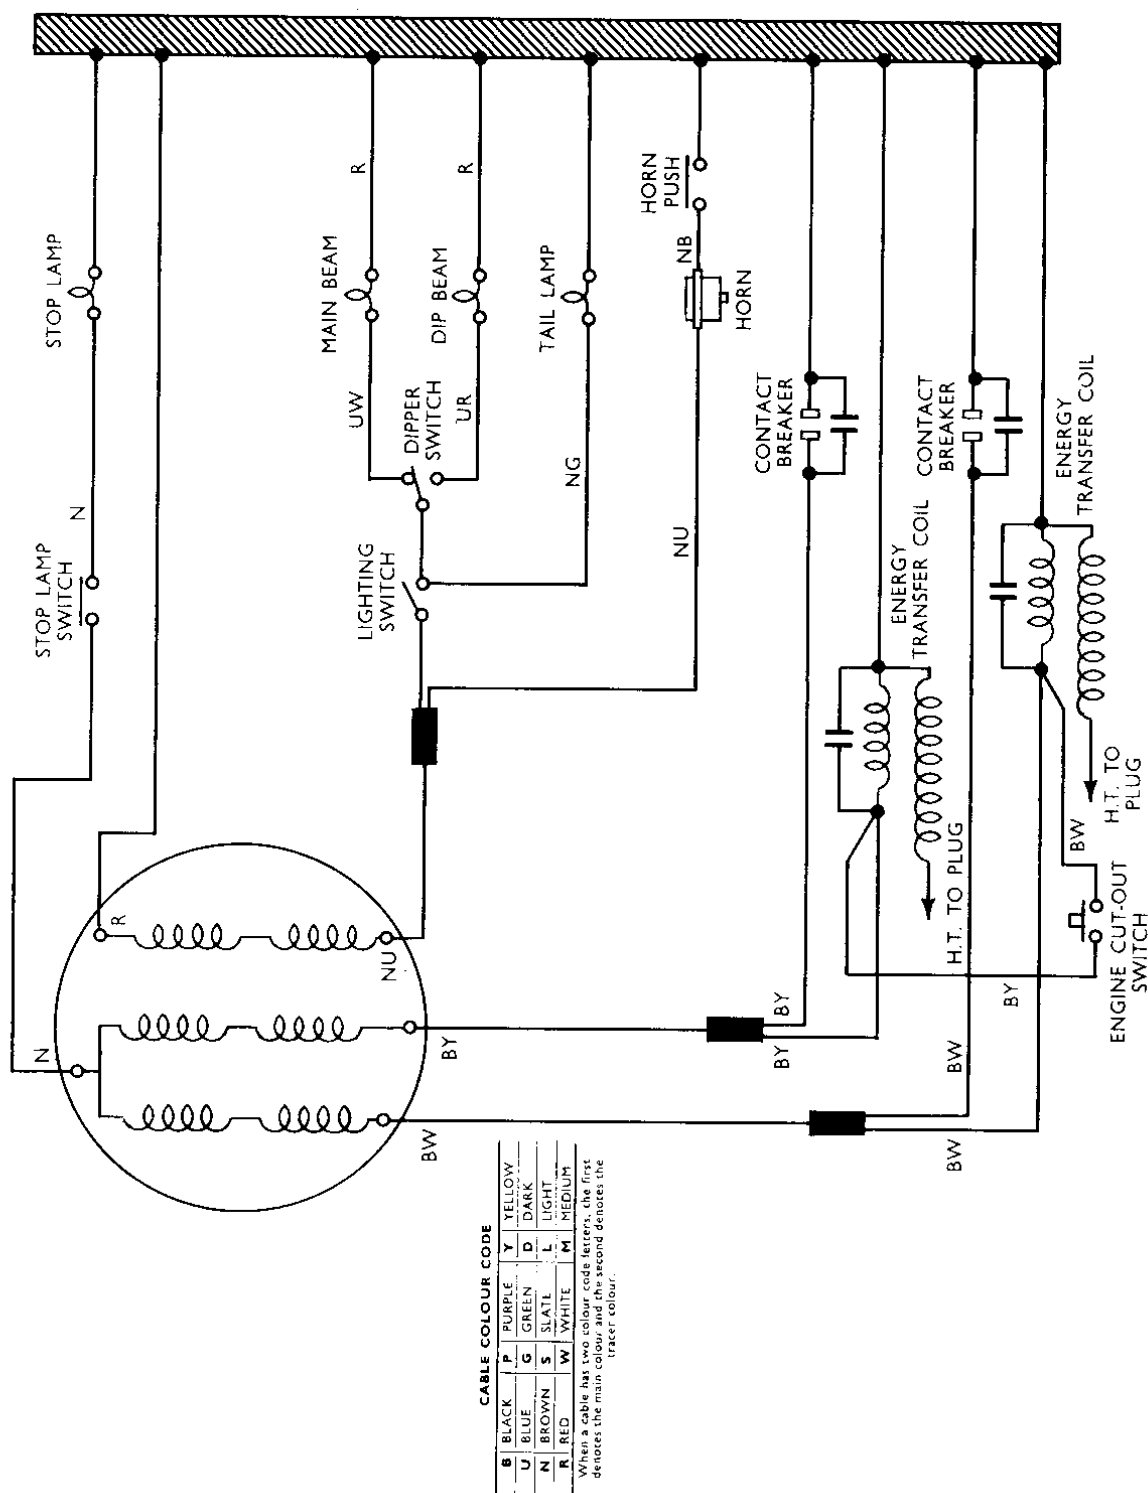 STOP LAMP
N
STOP LAMP
SWITCH
N
R
R
MAIN BEAM
UW
R
DIP BEAM
UR
DIPPER
SWITCH
LIGHTING
SWITCH
TAIL LAMP
NG
HORN
PUSH
NB
HORN
NU
NU
CONTACT
BREAKER
CONTACT
BREAKER
ENERGY
TRANSFER COIL
ENERGY
TRANSFER COIL
H.T. TO PLUG
H.T. TO
PLUG
BW
ENGINE CUT-OUT
SWITCH
BY
BY
BY
BY
BW
BW
BW
CABLE COLOUR CODE
B BLACK P PURPLE Y YELLOW
U BLUE G GREEN D DARK
N BROWN S SLATE L LIGHT
R RED W WHITE M MEDIUM
When a cable has two colour code letters, the first
denotes the main colour and the second denotes the
tracer colour.